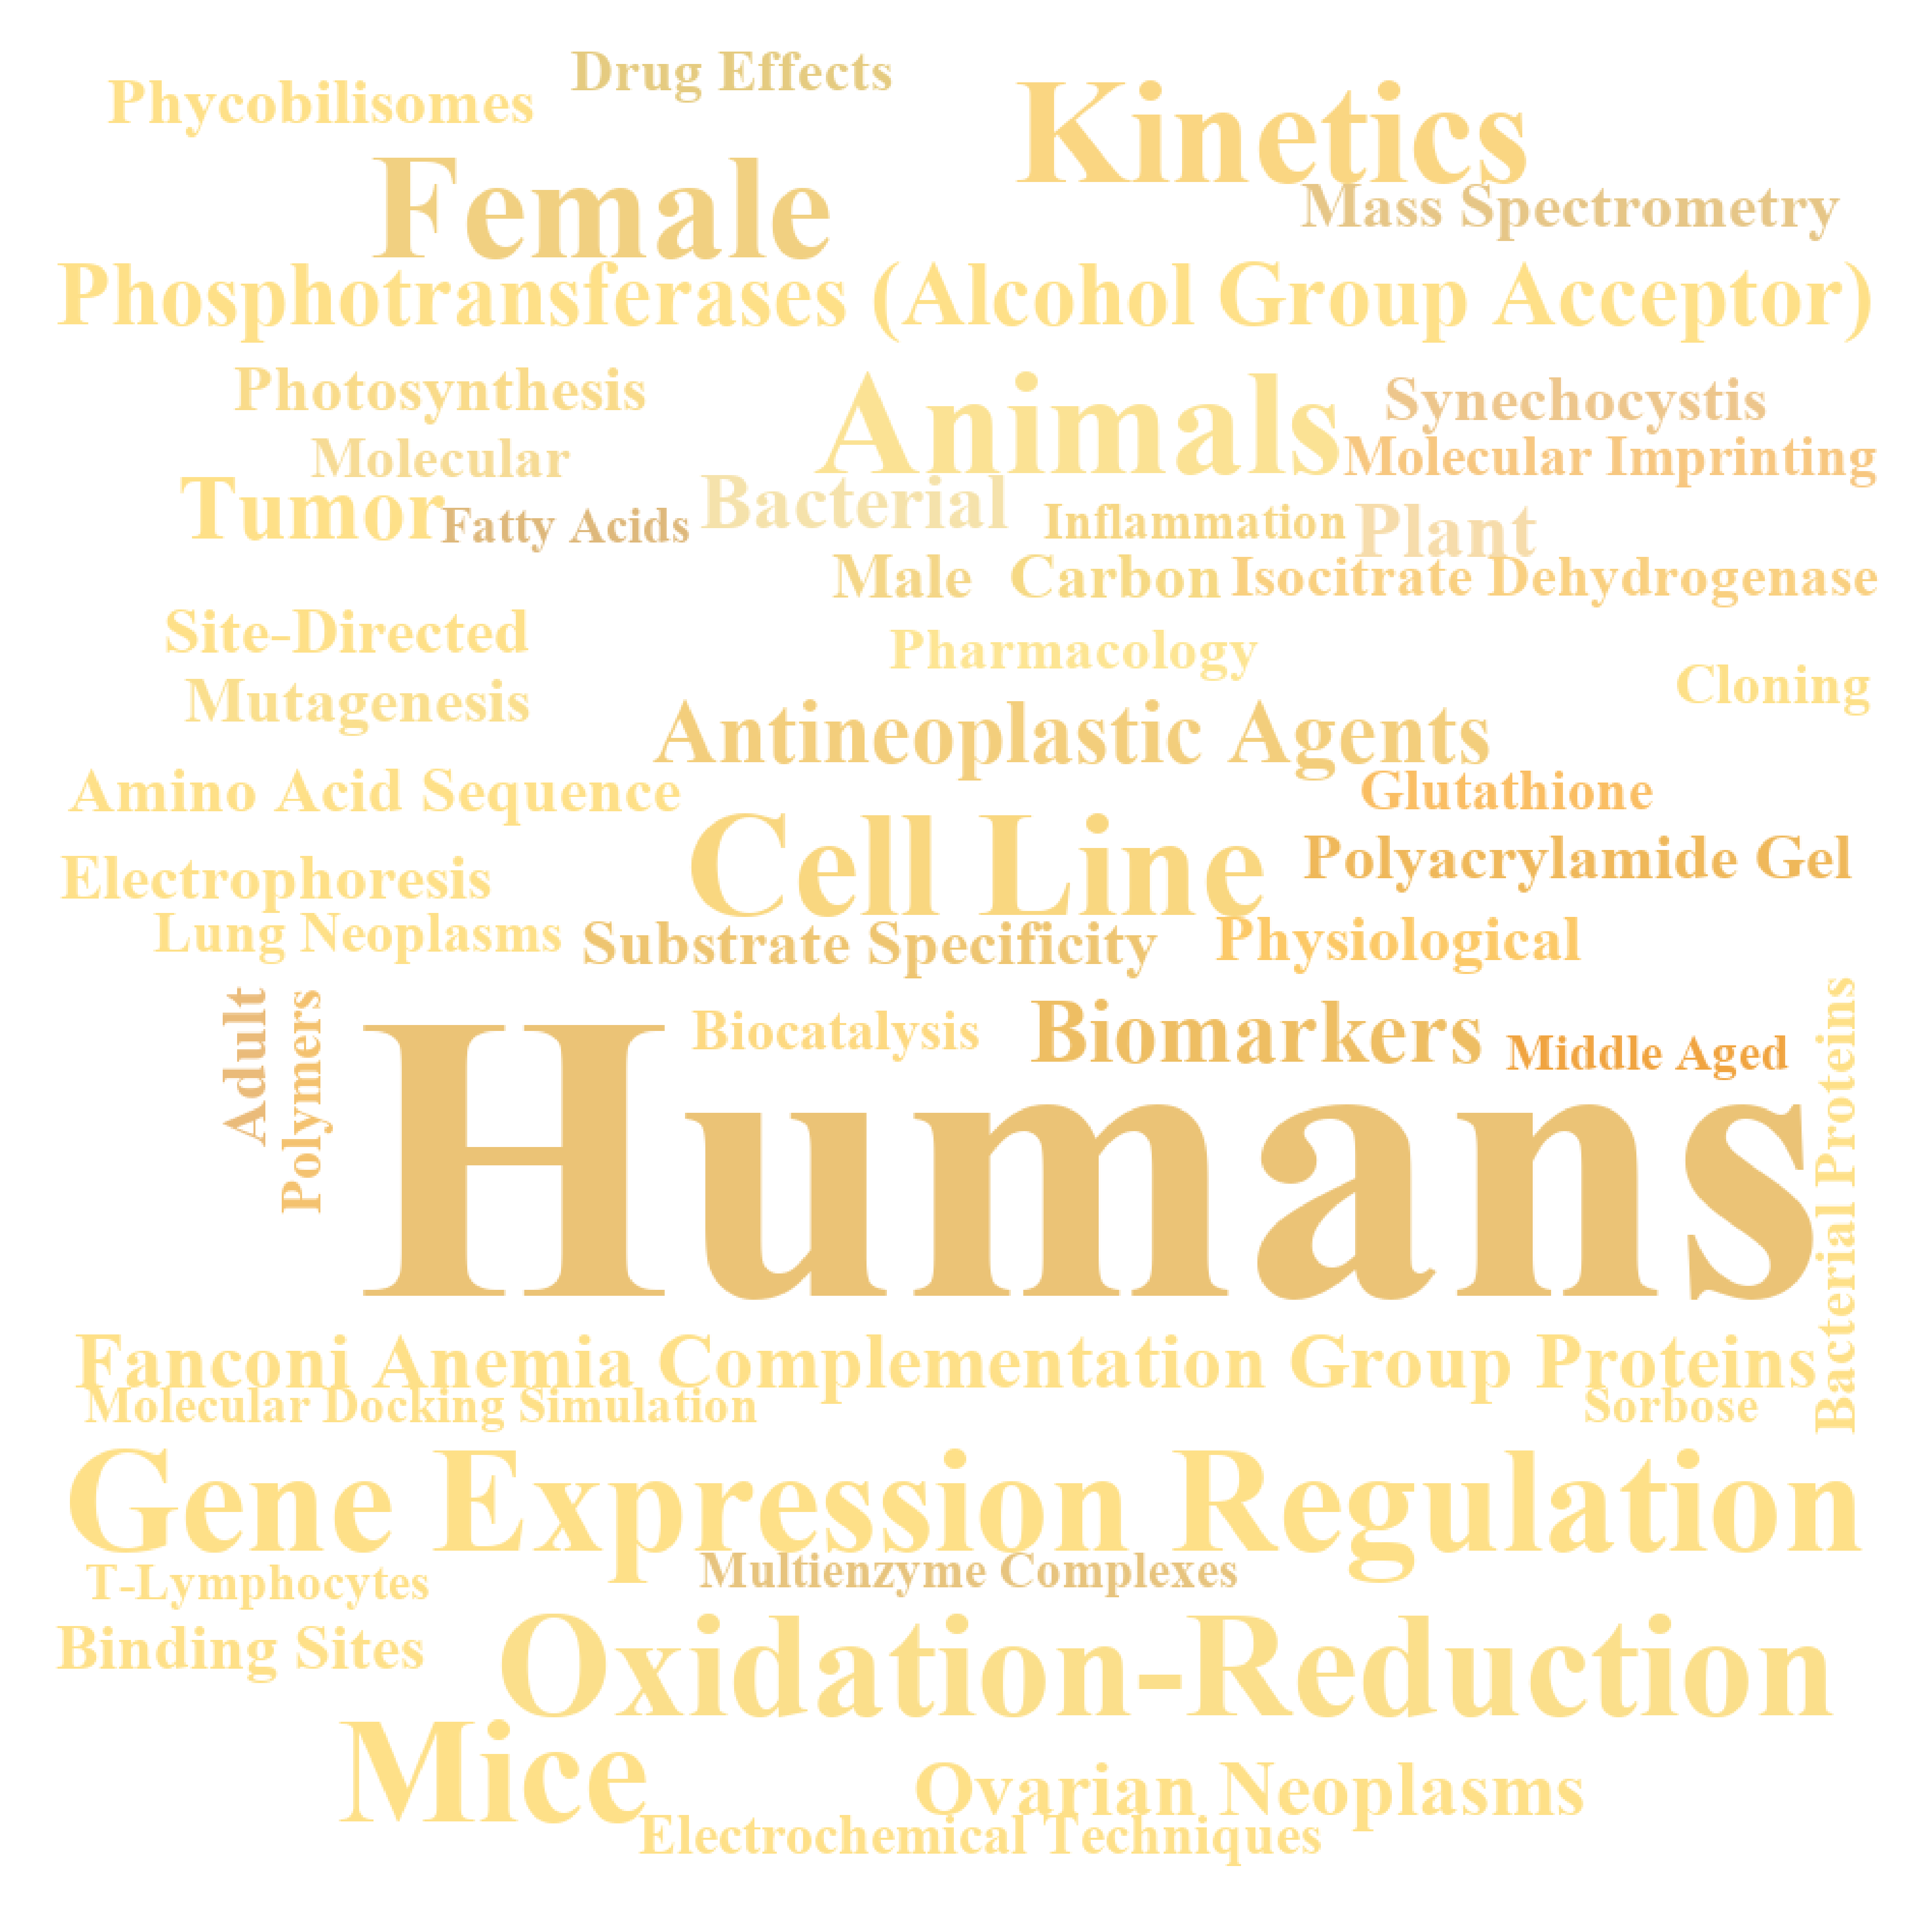 Drug Effects
Phycobilisomes
Kinetics
Female
Mass Spectrometry
Phosphotransferases (Alcohol Group Acceptor)
Photosynthesis
Animals
Synechocystis
Molecular
Molecular Imprinting
Tumor
Fatty Acids
Bacterial
Inflammation
Plant
Male
Carbon
Isocitrate Dehydrogenase
Site-Directed
Pharmacology
Cloning
Mutagenesis
Antineoplastic Agents
Amino Acid Sequence
Glutathione
Cell Line
Polyacrylamide Gel
Electrophoresis
Lung Neoplasms
Substrate Specificity
Physiological
Adult
Polymers
Biocatalysis
Biomarkers
Middle Aged
Bacterial Proteins
Humans
Fanconi Anemia Complementation Group Proteins
Molecular Docking Simulation
Sorbose
Gene Expression Regulation
T-Lymphocytes
Multienzyme Complexes
Binding Sites
Oxidation-Reduction
Mice
Ovarian Neoplasms
Electrochemical Techniques